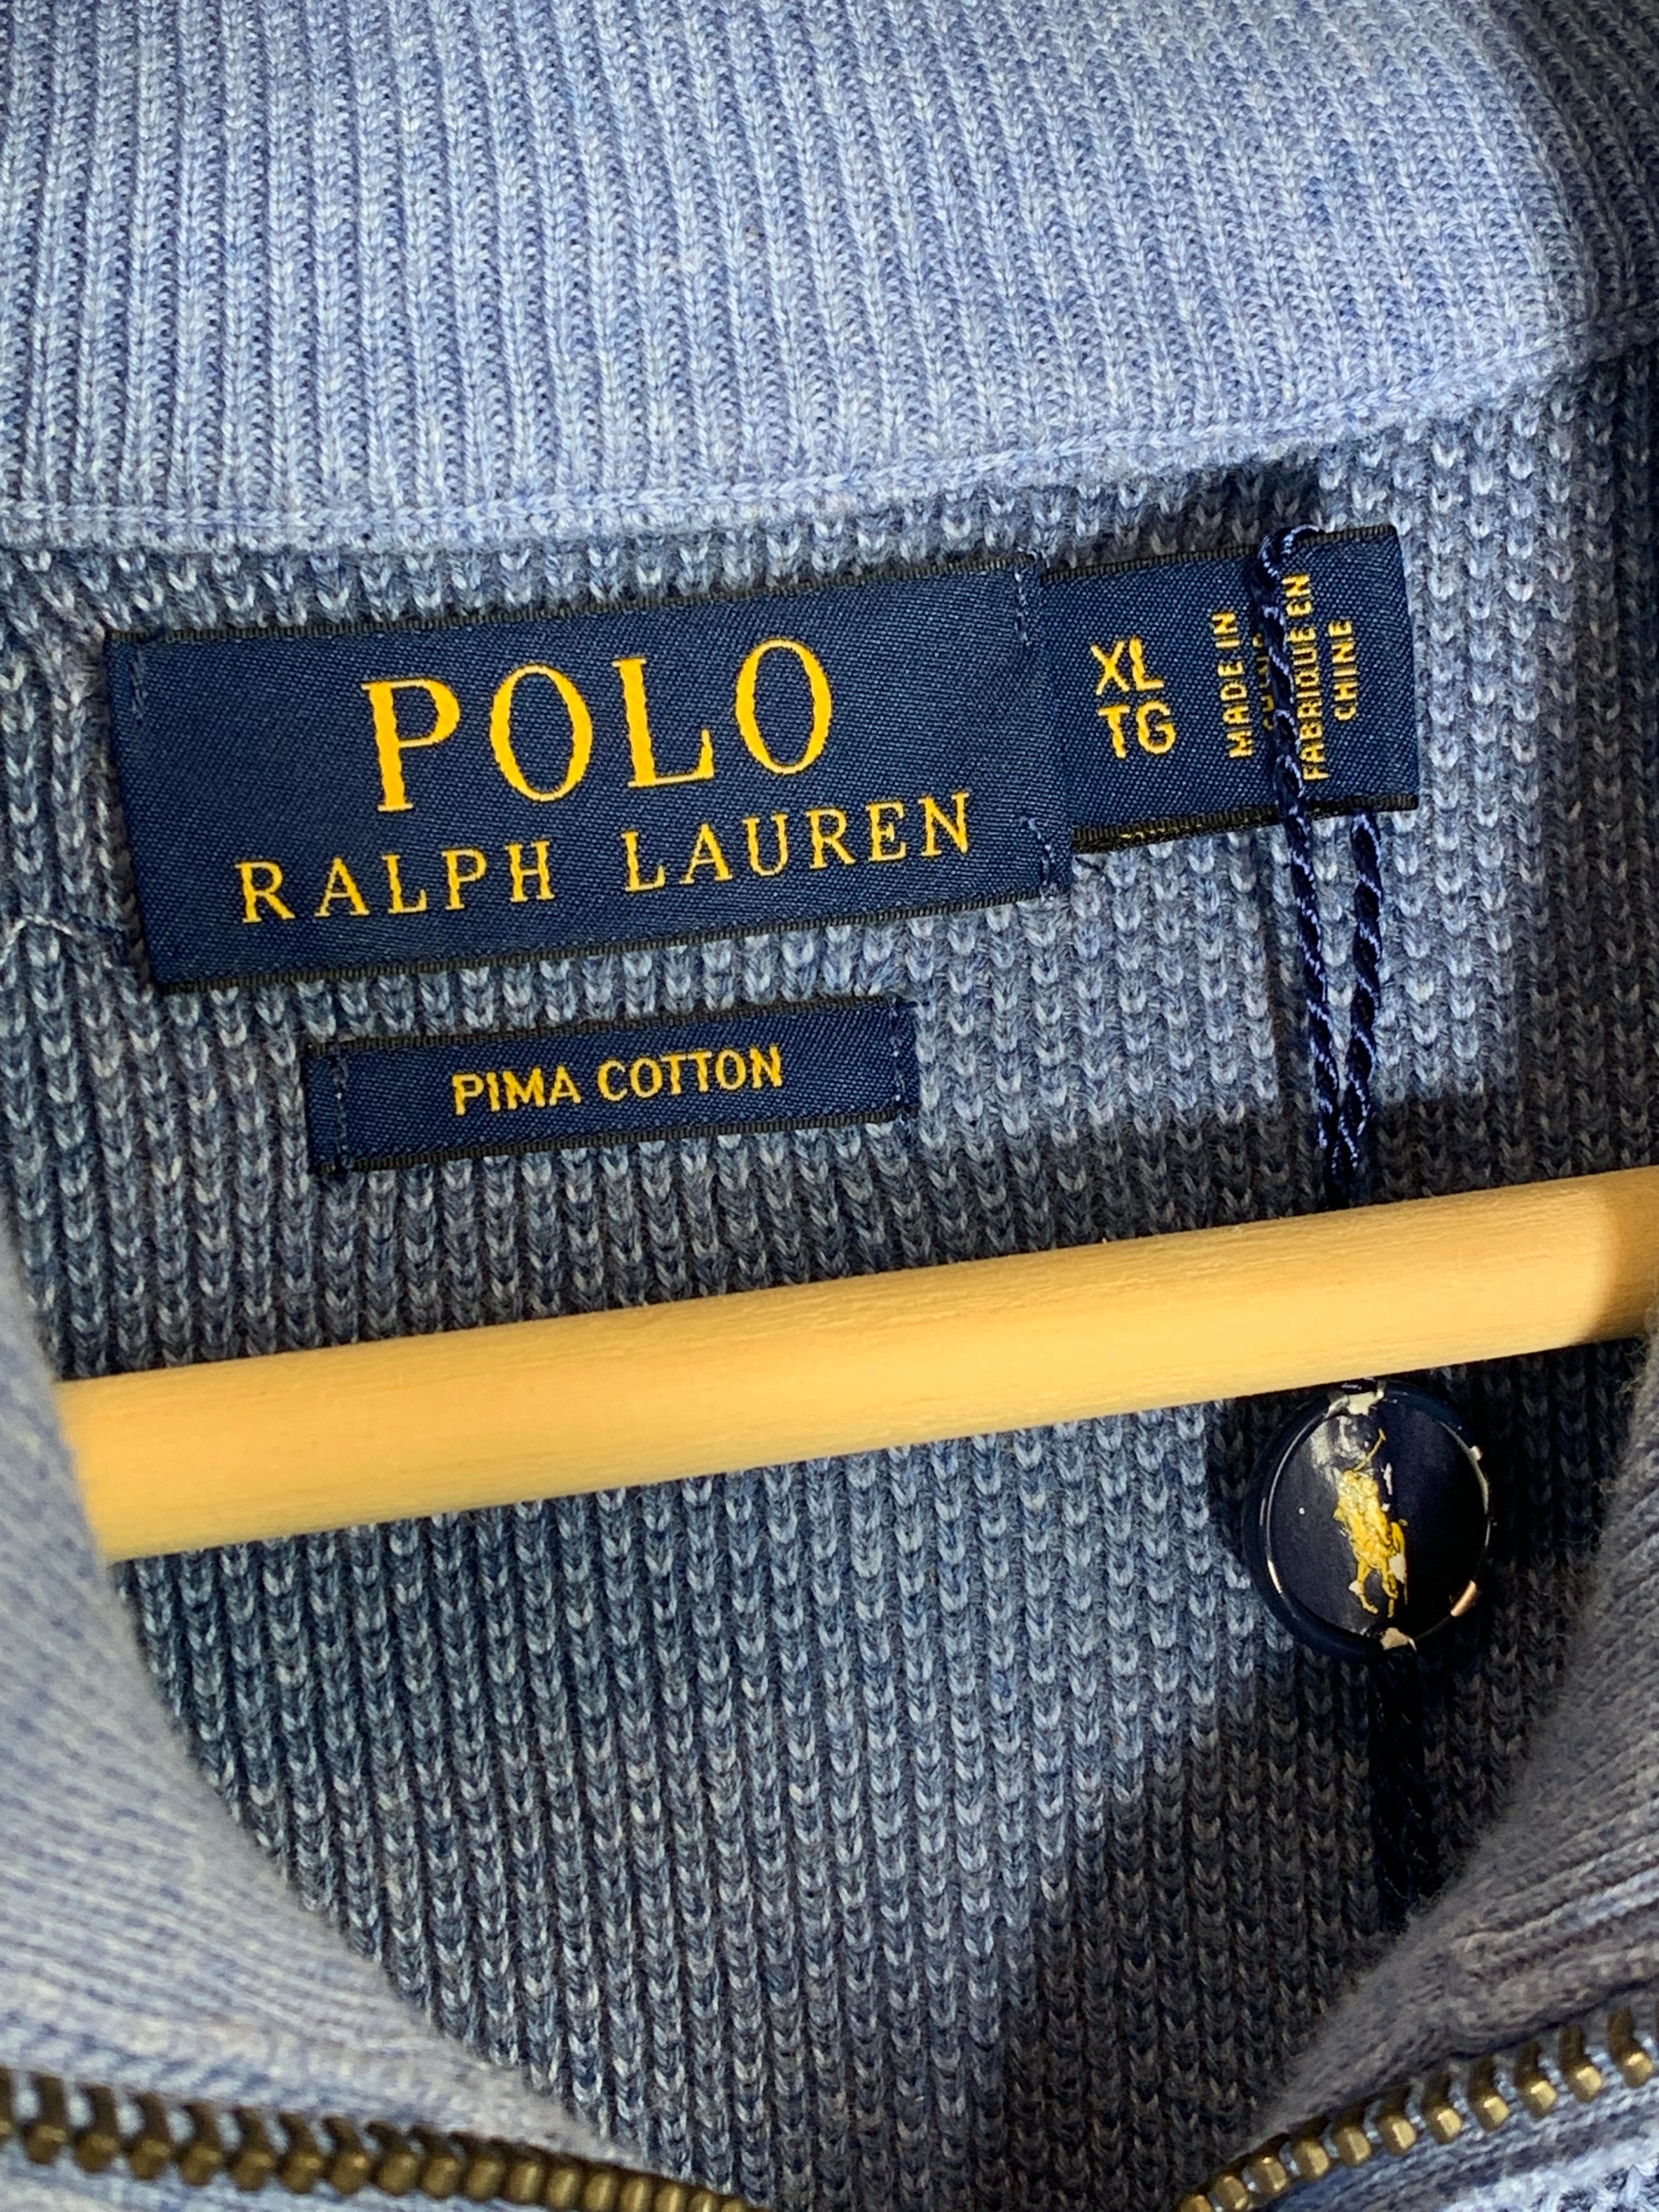 POLO
RALPH LAUREN
XL
TG
MADE IN
FABRIQUE EN
CHINE
PIMA COTTON